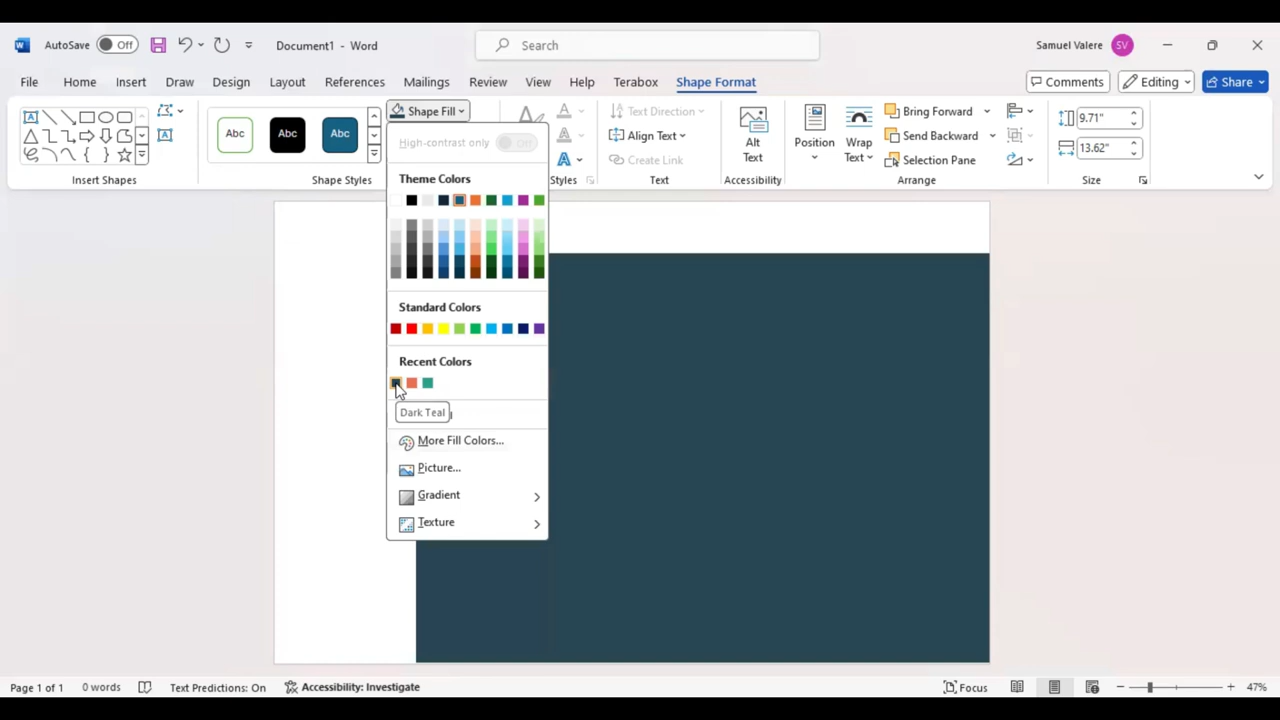 AutoSave Off Document1 - Word Search Samuel Valere SV
File Home Insert Draw Design Layout References Mailings Review View Help Terabox Shape Format Comments Editing Share
Abc Abc Abc Shape Fill Text Direction Bring Forward 9.71"
Align Text Send Backward 13.62"
Create Link Selection Pane
Alt Text
Position
Wrap Text
Insert Shapes Shape Styles Styles Text Accessibility Arrange Size
High-contrast only Off
Theme Colors
Standard Colors
Recent Colors
Dark Teal
More Fill Colors...
Picture...
Gradient
Texture
Page 1 of 1 0 words Text Predictions: On Accessibility: Investigate Focus 47%